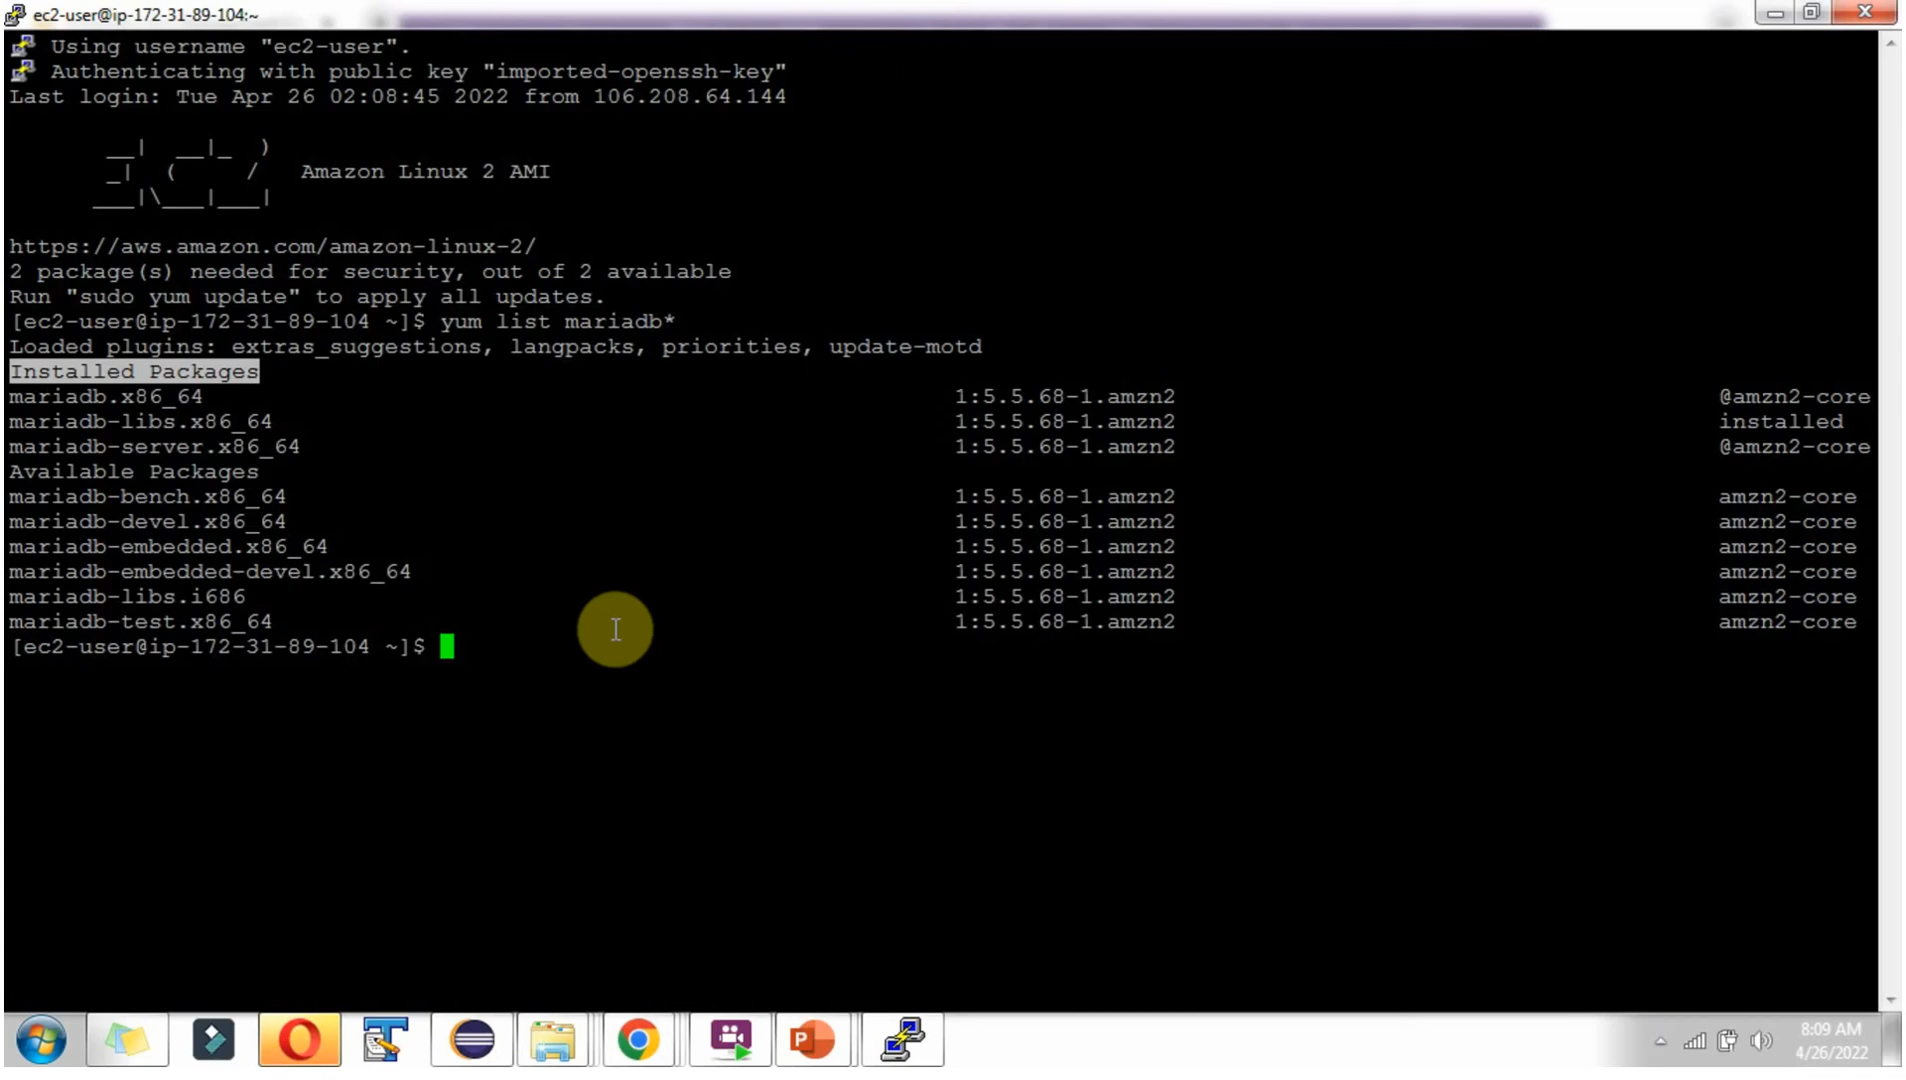 ec2-user@ip-172-31-89-104:~
Using username "ec2-user".
Authenticating with public key "imported-openssh-key"
Last login: Tue Apr 26 02:08:45 2022 from 106.208.64.144
__|  __|_  )
_|  (     /   Amazon Linux 2 AMI
___|\___|___|
https://aws.amazon.com/amazon-linux-2/
2 package(s) needed for security, out of 2 available
Run "sudo yum update" to apply all updates.
[ec2-user@ip-172-31-89-104 ~]$ yum list mariadb*
Loaded plugins: extras_suggestions, langpacks, priorities, update-motd
Installed Packages
mariadb.x86_64 1:5.5.68-1.amzn2 @amzn2-core
mariadb-libs.x86_64 1:5.5.68-1.amzn2 installed
mariadb-server.x86_64 1:5.5.68-1.amzn2 @amzn2-core
Available Packages
mariadb-bench.x86_64 1:5.5.68-1.amzn2 amzn2-core
mariadb-devel.x86_64 1:5.5.68-1.amzn2 amzn2-core
mariadb-embedded.x86_64 1:5.5.68-1.amzn2 amzn2-core
mariadb-embedded-devel.x86_64 1:5.5.68-1.amzn2 amzn2-core
mariadb-libs.i686 1:5.5.68-1.amzn2 amzn2-core
mariadb-test.x86_64 1:5.5.68-1.amzn2 amzn2-core
[ec2-user@ip-172-31-89-104 ~]$
P
8:09 AM
4/26/2022